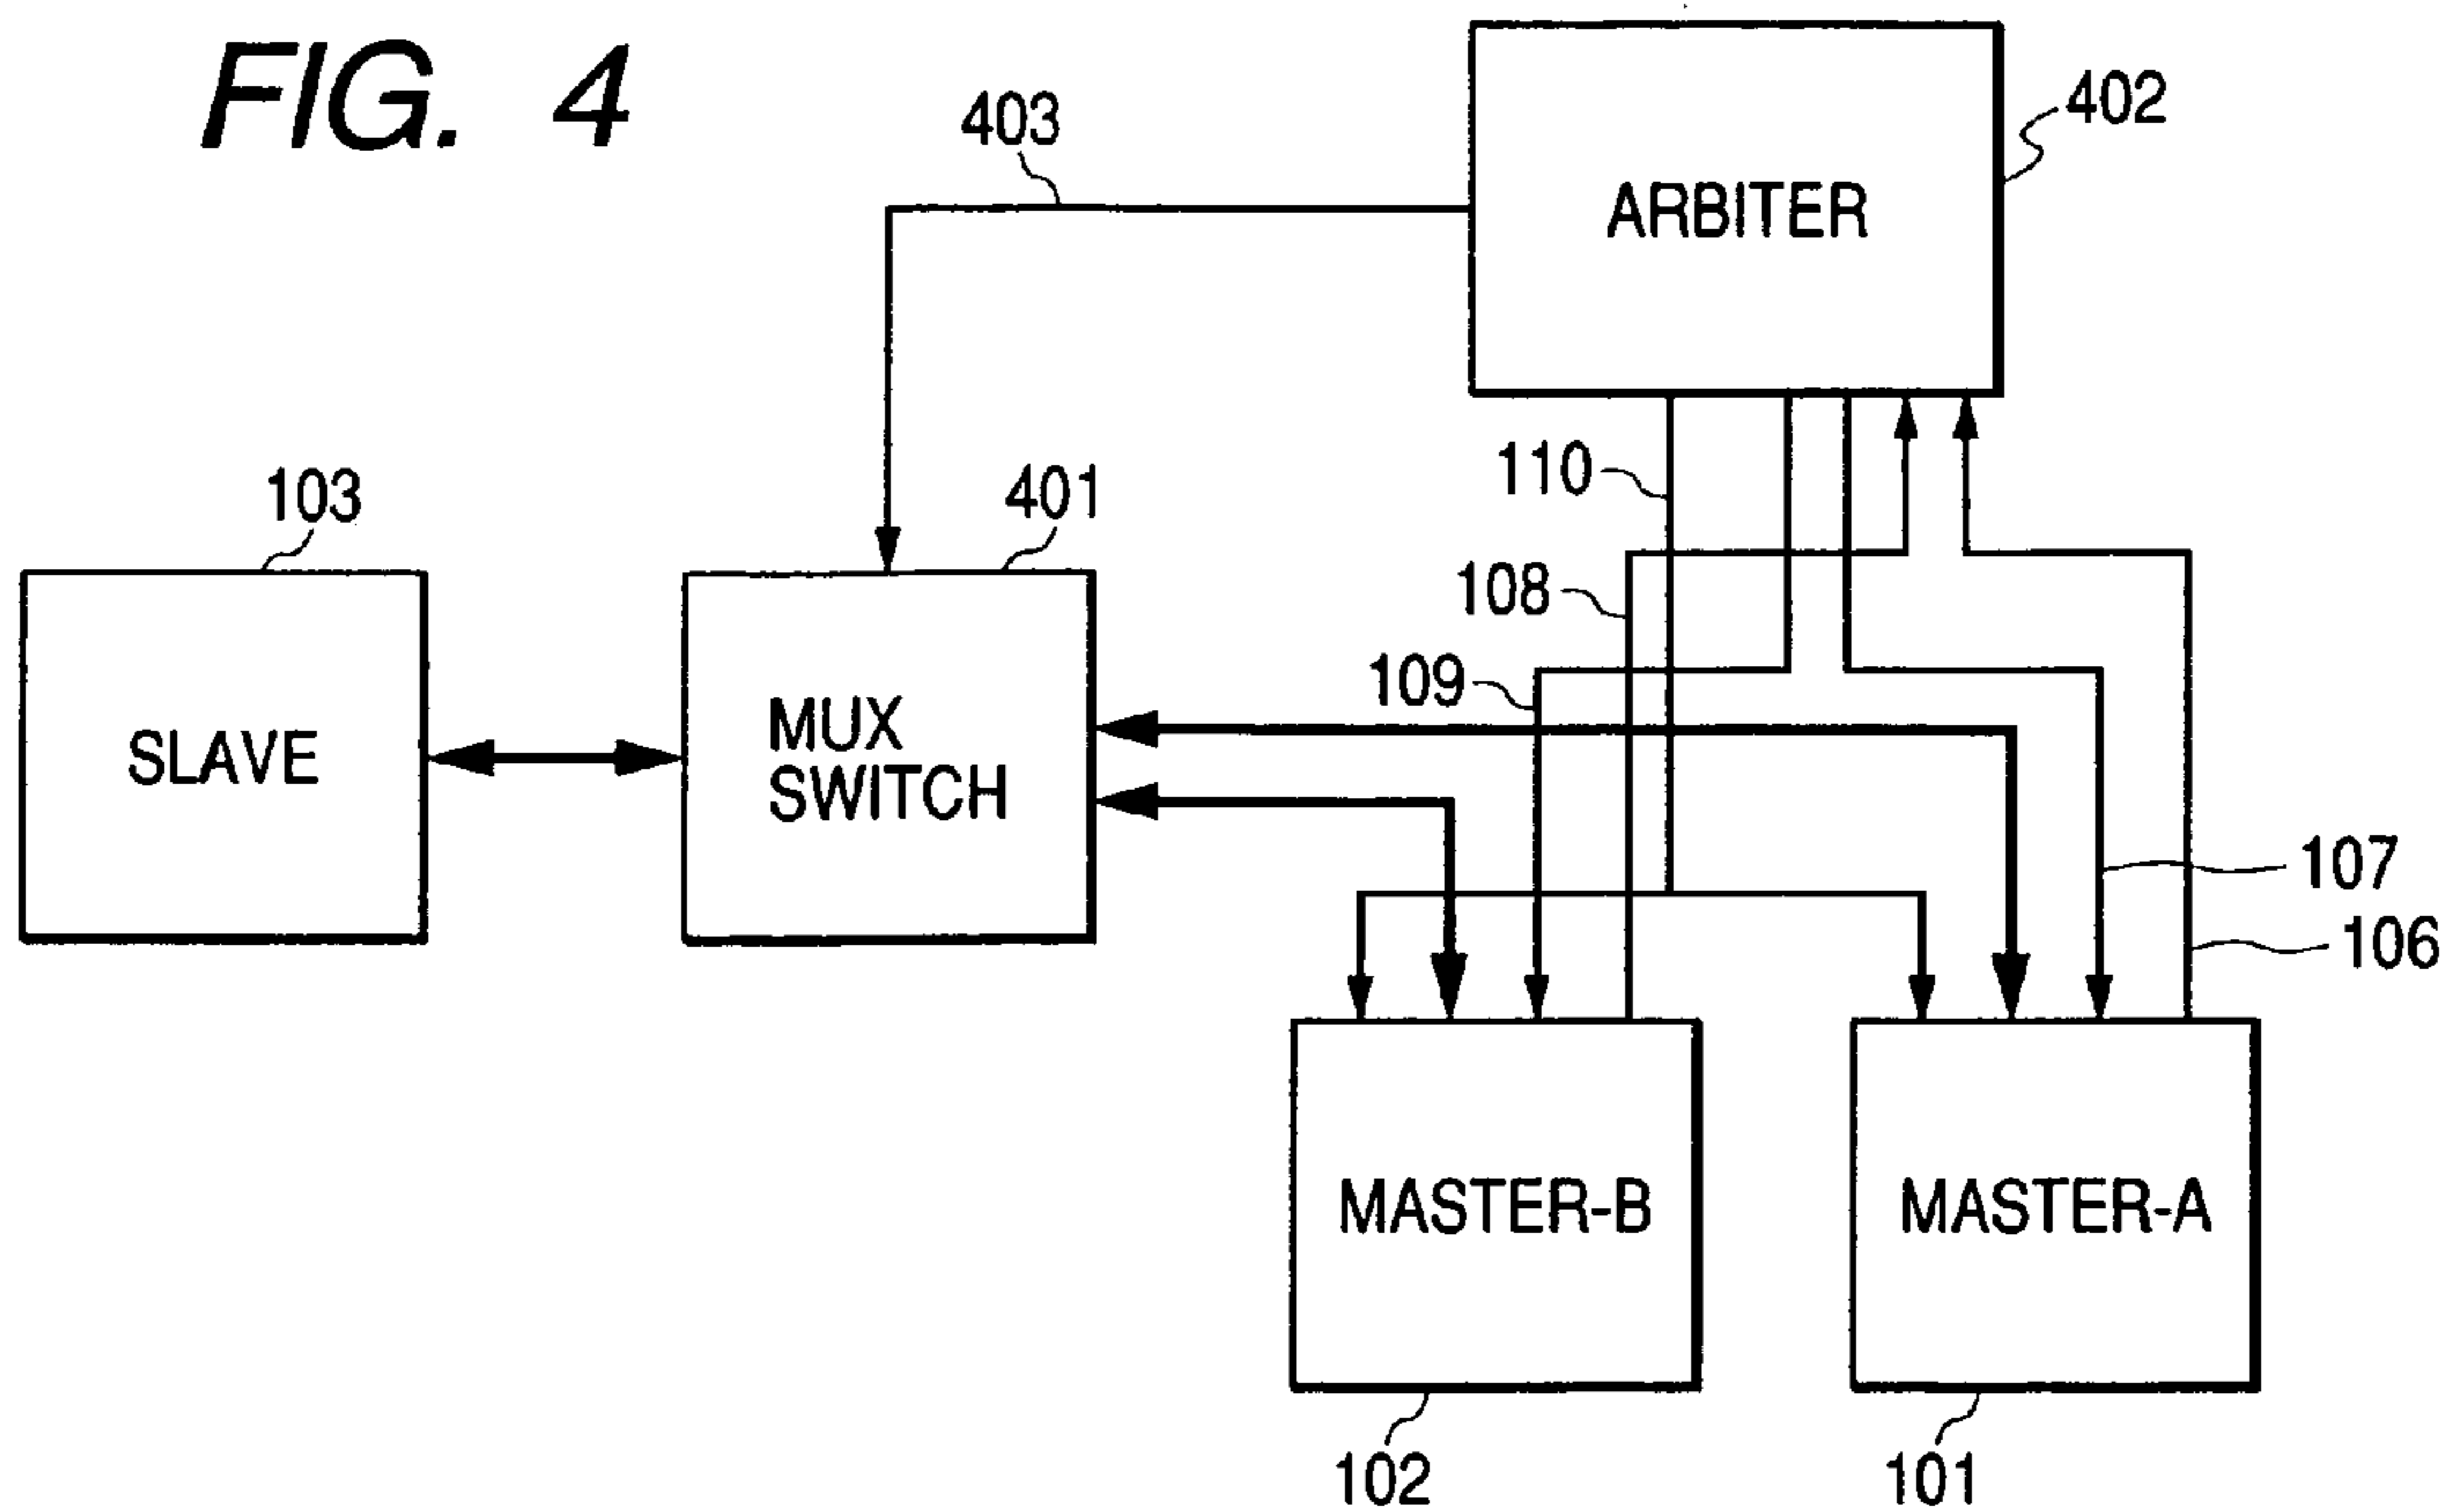 FIG. 4
403
402
ARBITER
110
103
401
108
109
SLAVE
MUX
SWITCH
107
106
MASTER-B
MASTER-A
102
101